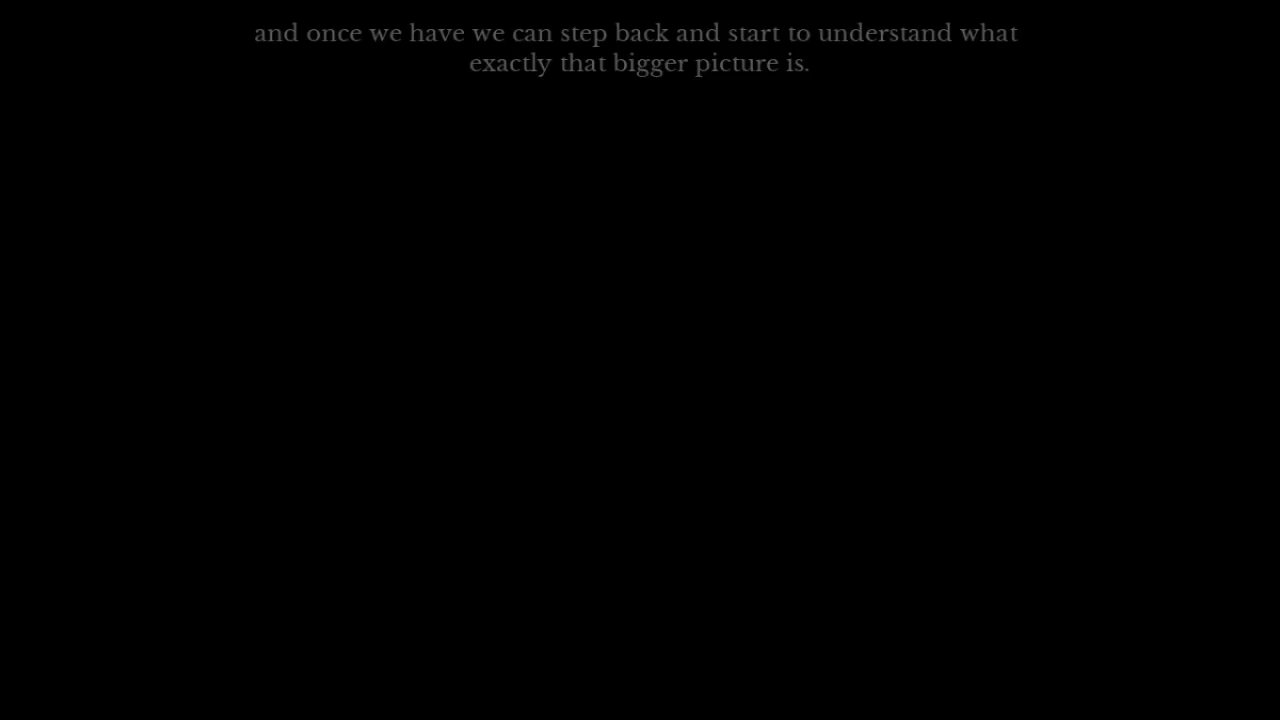 and once we have we can step back and start to understand what
exactly that bigger picture is.